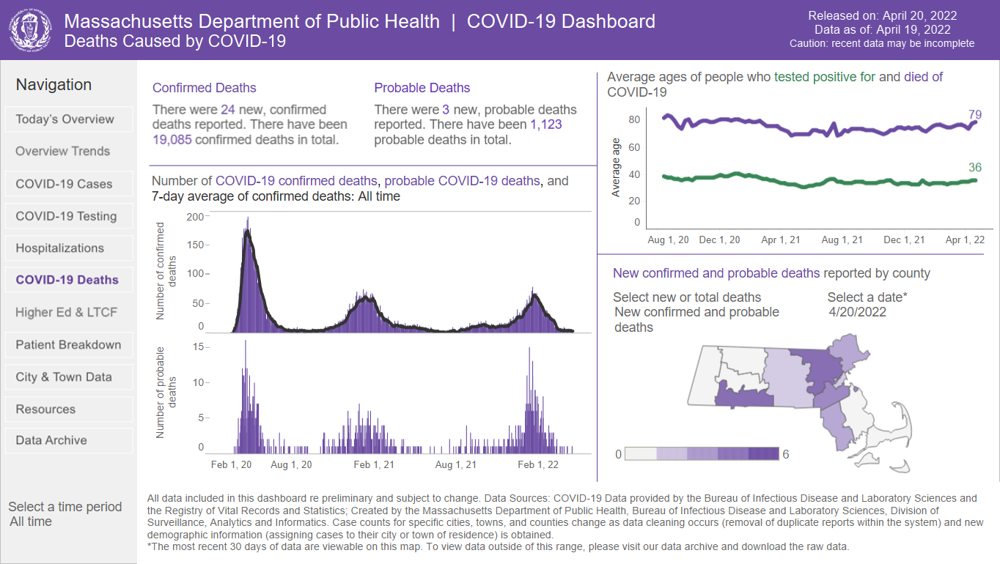 Massachusetts Department of Public Health | COVID-19 Dashboard
Deaths Caused by COVID-19
Released on: April 20, 2022
Data as of: April 19, 2022
Caution: recent data may be incomplete
Navigation
Today's Overview
Overview Trends
COVID-19 Cases
COVID-19 Testing
Hospitalizations
COVID-19 Deaths
Higher Ed & LTCF
Patient Breakdown
City & Town Data
Resources
Data Archive
Select a time period
All time
Confirmed Deaths
There were 24 new, confirmed
deaths reported. There have been
19,085 confirmed deaths in total.
Probable Deaths
There were 3 new, probable deaths
reported. There have been 1,123
probable deaths in total.
Number of COVID-19 confirmed deaths, probable COVID-19 deaths, and
7-day average of confirmed deaths: All time
Number of confirmed
deaths
200
150
100
50
0
Number of probable
deaths
15
10
5
0
Feb 1, 20
Aug 1, 20
Feb 1, 21
Aug 1, 21
Feb 1, 22
Average ages of people who tested positive for and died of
COVID-19
Average age
80
60
40
20
0
79
36
Aug 1, 20
Dec 1, 20
Apr 1, 21
Aug 1, 21
Dec 1, 21
Apr 1, 22
New confirmed and probable deaths reported by county
Select new or total deaths
New confirmed and probable
deaths
Select a date*
4/20/2022
0
6
All data included in this dashboard re preliminary and subject to change. Data Sources: COVID-19 Data provided by the Bureau of Infectious Disease and Laboratory Sciences and
the Registry of Vital Records and Statistics; Created by the Massachusetts Department of Public Health, Bureau of Infectious Disease and Laboratory Sciences, Division of
Surveillance, Analytics and Informatics. Case counts for specific cities, towns, and counties change as data cleaning occurs (removal of duplicate reports within the system) and new
demographic information (assigning cases to their city or town of residence) is obtained.
*The most recent 30 days of data are viewable on this map. To view data outside of this range, please visit our data archive and download the raw data.